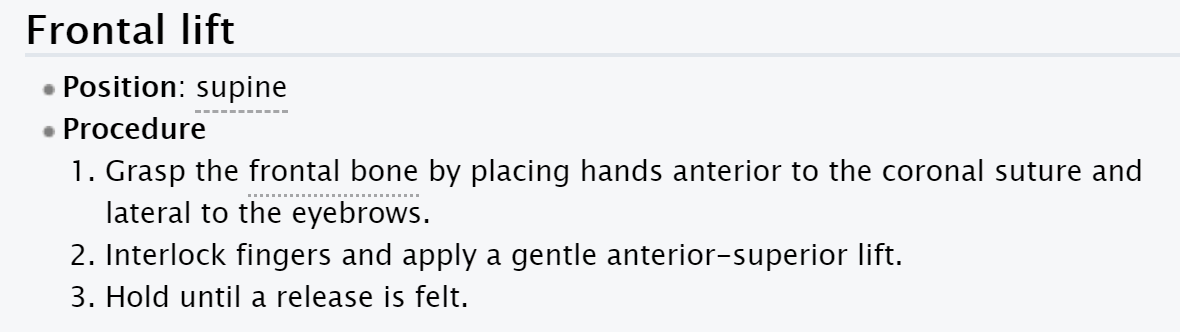 Frontal lift
Position: supine
Procedure
1. Grasp the frontal bone by placing hands anterior to the coronal suture and
lateral to the eyebrows.
2. Interlock fingers and apply a gentle anterior–superior lift.
3. Hold until a release is felt.